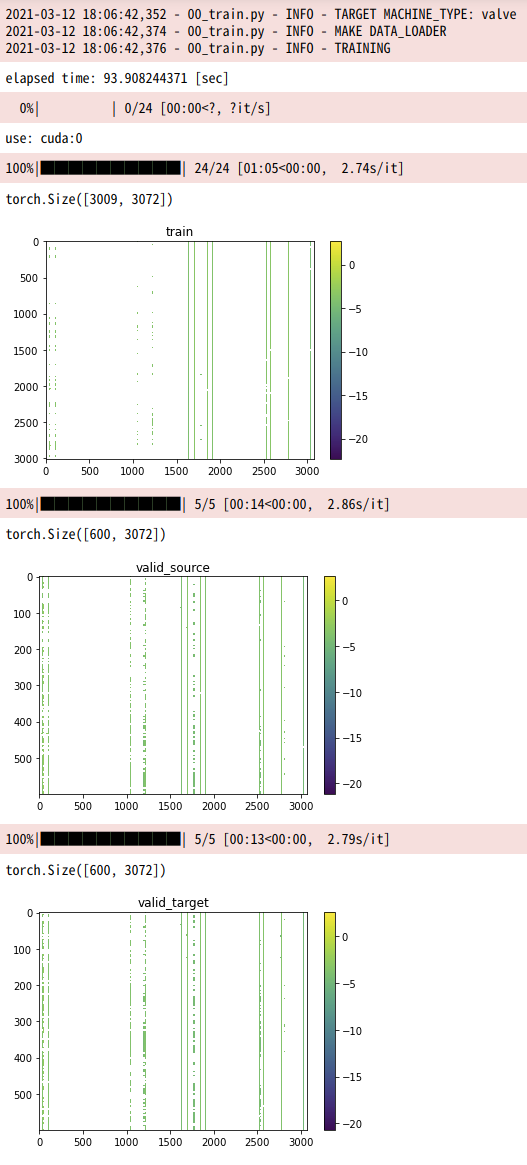 2021-03-12 18:06:42,352 - 00_train.py - INFO - TARGET MACHINE_TYPE: valve
2021-03-12 18:06:42,374 - 00_train.py - INFO - MAKE DATA_LOADER
2021-03-12 18:06:42,376 - 00_train.py - INFO - TRAINING
elapsed time: 93.908244371 [sec]
0%| | 0/24 [00:00<?, ?it/s]
use: cuda:0
100%|██████████| 24/24 [01:05<00:00, 2.74s/it]
torch.Size([3009, 3072])
train
0
500
1000
1500
2000
2500
3000
0 500 1000 1500 2000 2500 3000
0
−5
−10
−15
−20
100%|██████████| 5/5 [00:14<00:00, 2.86s/it]
torch.Size([600, 3072])
valid_source
0
100
200
300
400
500
0 500 1000 1500 2000 2500 3000
0
−5
−10
−15
−20
100%|██████████| 5/5 [00:13<00:00, 2.79s/it]
torch.Size([600, 3072])
valid_target
0
100
200
300
400
500
0 500 1000 1500 2000 2500 3000
0
−5
−10
−15
−20